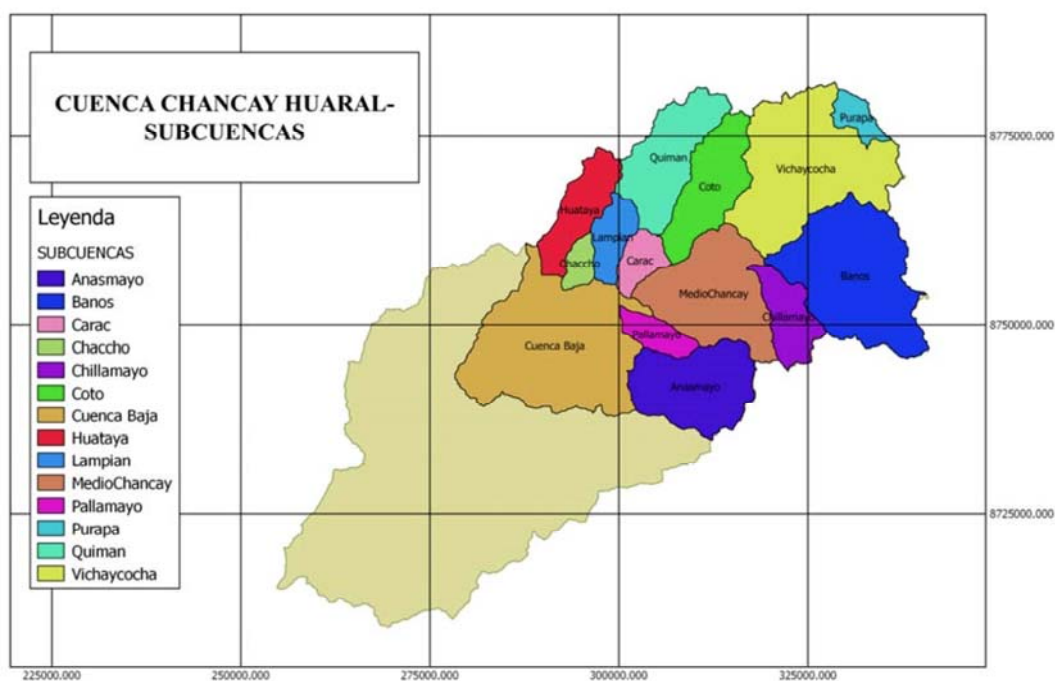 CUENCA CHANCAY HUARAL-
SUBCUENCAS
Leyenda
SUBCUENCAS
Anasmayo
Banos
Carac
Chaccho
Chillamayo
Coto
Cuenca Baja
Huataya
Lampian
MedioChancay
Pallamayo
Purapa
Quiman
Vichaycocha
Purapa
Quiman
Vichaycocha
Coto
Huataya
Lampian
Chaccho
Carac
Banos
MedioChancay
Chillamayo
Pallamayo
Cuenca Baja
Anasmayo
8775000.000
8750000.000
8725000.000
225000.000
250000.000
275000.000
300000.000
325000.000